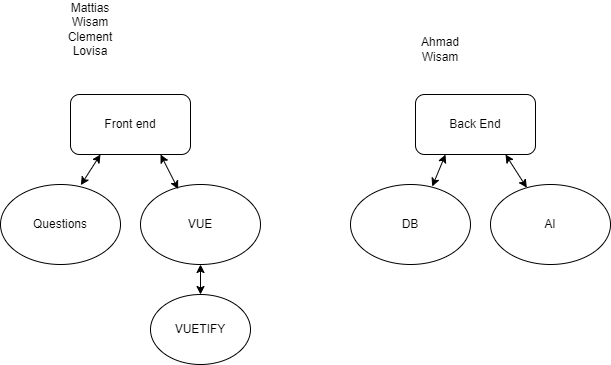 Mattias
Wisam
Clement
Lovisa
Ahmad
Wisam
Front end
Back End
Questions
VUE
DB
AI
VUETIFY